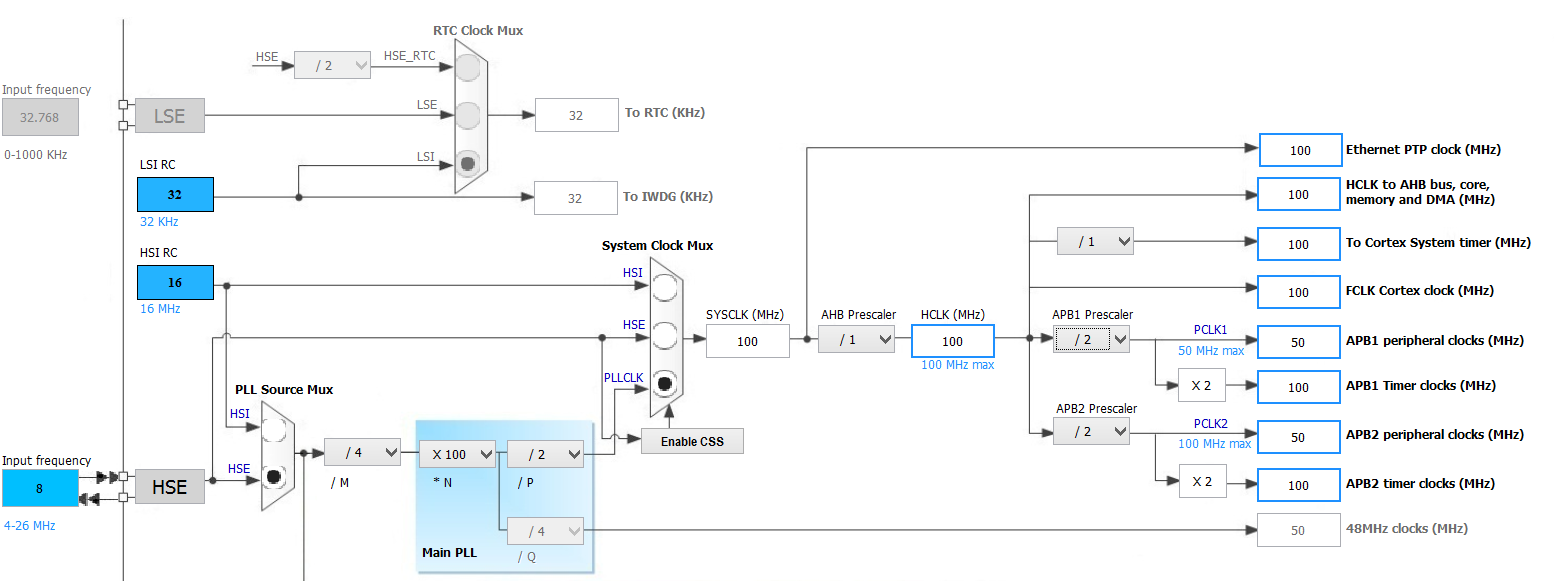 RTC Clock Mux
HSE
/ 2
HSE_RTC
Input frequency
32.768
LSE
LSE
32
To RTC (KHz)
0-1000 KHz
LSI RC
LSI
32
32
To IWDG (KHz)
32 KHz
100
Ethernet PTP clock (MHz)
100
HCLK to AHB bus, core,
memory and DMA (MHz)
HSI RC
System Clock Mux
/ 1
100
To Cortex System timer (MHz)
16
HSI
16 MHz
100
FCLK Cortex clock (MHz)
HSE
SYSCLK (MHz)
AHB Prescaler
HCLK (MHz)
APB1 Prescaler
100
/ 1
100
/ 2
PCLK1
50
APB1 peripheral clocks (MHz)
100 MHz max
50 MHz max
PLLCLK
X 2
100
APB1 Timer clocks (MHz)
PLL Source Mux
HSI
APB2 Prescaler
Enable CSS
/ 2
PCLK2
50
APB2 peripheral clocks (MHz)
100 MHz max
Input frequency
HSE
/ 4
X 100
/ 2
8
HSE
/ M
* N
/ P
X 2
100
APB2 timer clocks (MHz)
4-26 MHz
/ 4
50
48MHz clocks (MHz)
Main PLL
/ Q